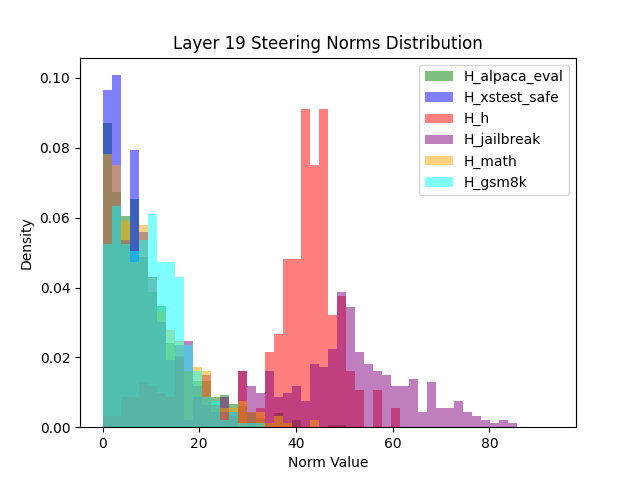 Layer 19 Steering Norms Distribution
H_alpaca_eval
H_xstest_safe
H_h
H_jailbreak
H_math
H_gsm8k
Density
0.10
0.08
0.06
0.04
0.02
0.00
0
20
40
60
80
Norm Value